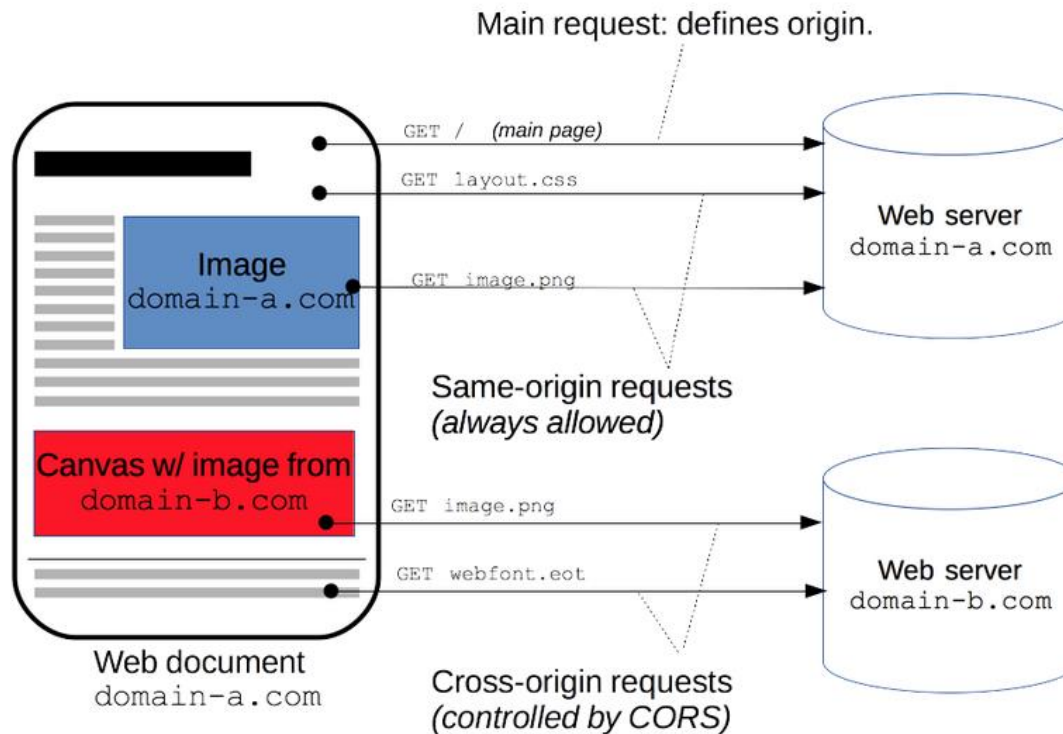 Main request: defines origin.
GET / (main page)
GET layout.css
Web server
domain-a.com
Image
domain-a.com
GET image.png
Same-origin requests
(always allowed)
Canvas w/ image from
domain-b.com
GET image.png
GET webfont.eot
Web server
domain-b.com
Web document
domain-a.com
Cross-origin requests
(controlled by CORS)